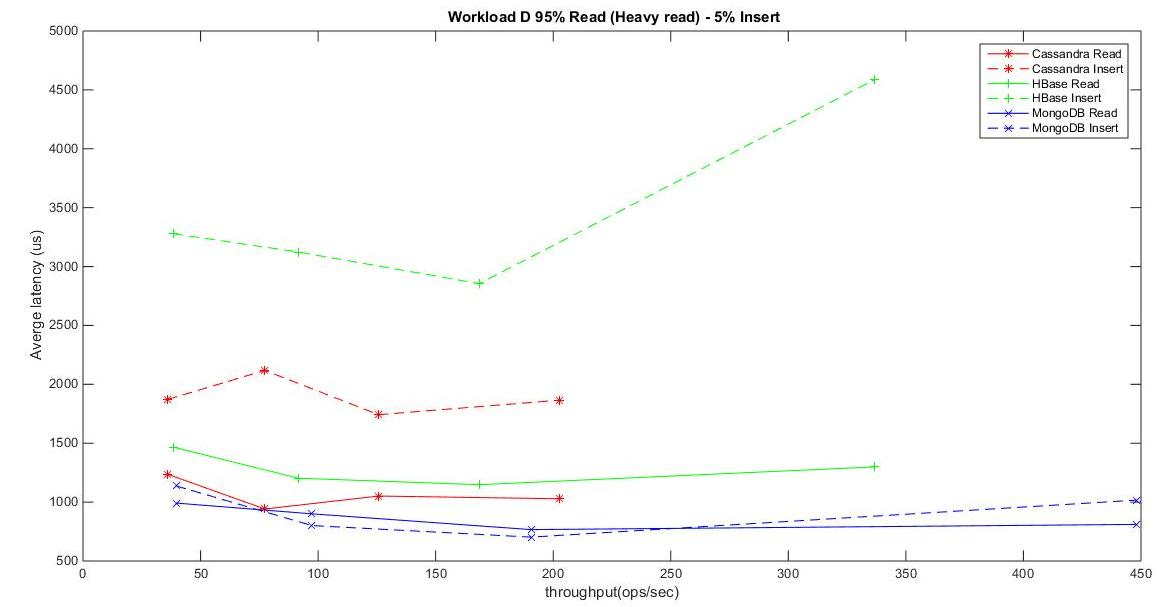 Workload D 95% Read (Heavy read) - 5% Insert
5000
4500
4000
3500
3000
2500
2000
1500
1000
500
Averge latency (us)
Cassandra Read
Cassandra Insert
HBase Read
HBase Insert
MongoDB Read
MongoDB Insert
0 50 100 150 200 250 300 350 400 450
throughput(ops/sec)